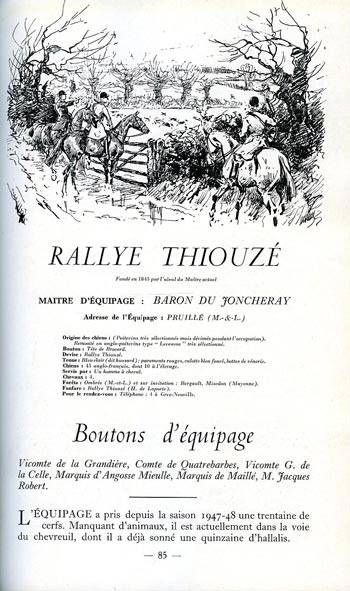 RALLYE THIOUZÉ
Fondé en 1845 par l'aïeul du Maître actuel
MAITRE D'ÉQUIPAGE : BARON DU JONCHERAY
Adresse de l'Équipage : PRUILLÉ (M.-&-L.)
Origine des chiens : (Poitevins très sélectionnés mais décimés pendant l'occupation).
Remonté en anglo-poitevins type " Levesque " très sélectionné.
Bouton : Tête de Brocard.
Devise : Rallye Thiouzé.
Tenue : Bleu clair (dit hussard) ; parements rouges, culotte bleu foncé, bottes de vénerie.
Chiens : 45 anglo-français, dont 10 à l'élevage.
Servis par : Un homme à cheval.
Chevaux : 4.
Forêts : Ombrée (M.-et-L.) et sur invitation : Bergault, Misedon (Mayenne).
Fanfare : Rallye Thiouzé (H. de Laporte).
Pour le rendez-vous : Téléphone : 4 à Grez-Neuville.
Boutons d'équipage
Vicomte de la Grandière, Comte de Quatrebarbes, Vicomte G. de
la Celle, Marquis d'Angosse Mieulle, Marquis de Maillé, M. Jacques
Robert.
L'ÉQUIPAGE a pris depuis la saison 1947-48 une trentaine de
cerfs. Manquant d'animaux, il est actuellement dans la voie
du chevreuil, dont il a déjà sonné une quinzaine d'hallalis.
— 85 —